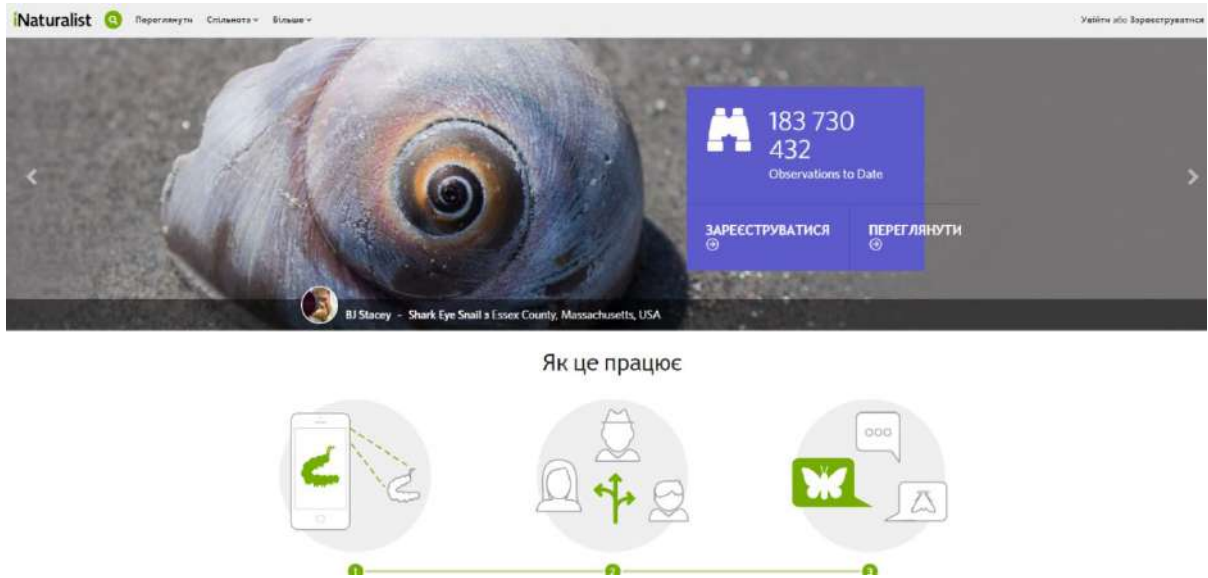 iNaturalist Переглянути Спільнота Більше Увійти або Зареєструватися
183 730
432
Observations to Date
ЗАРЕЄСТРУВАТИСЯ ПЕРЕГЛЯНУТИ
BJ Stacey - Shark Eye Snail з Essex County, Massachusetts, USA
Як це працює
1 2 3